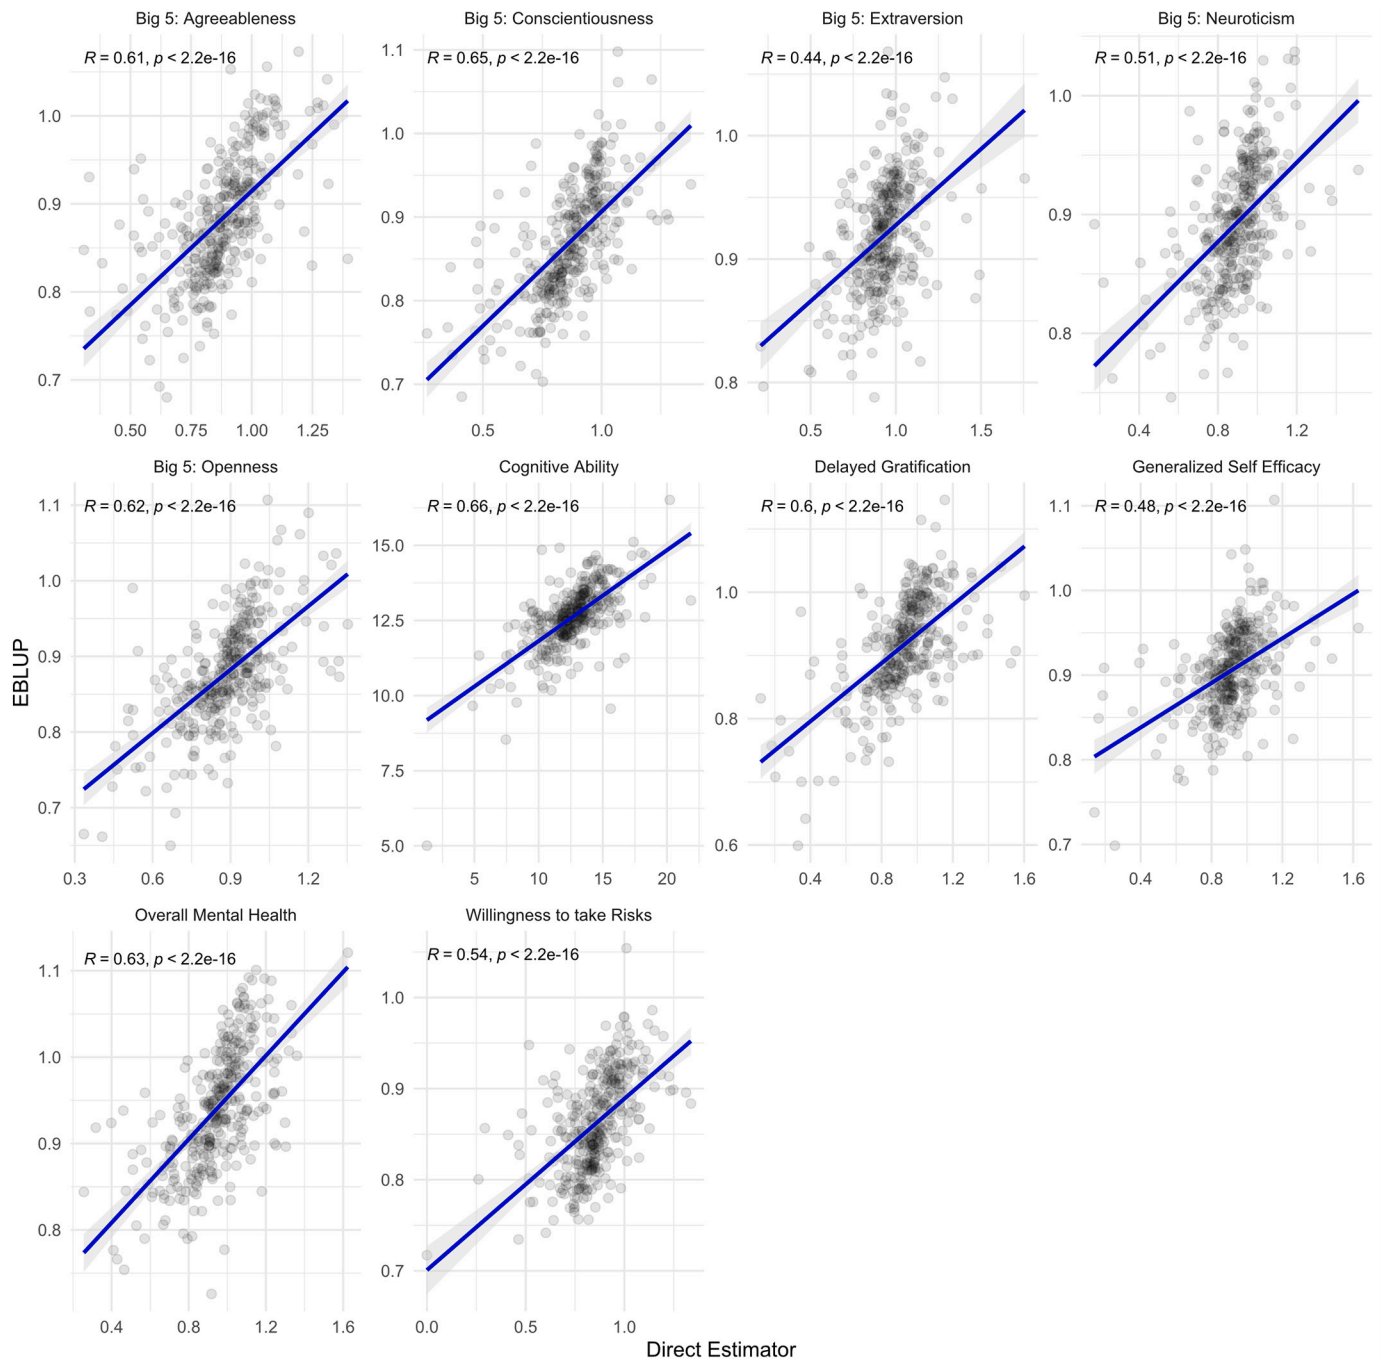 Big 5: Agreeableness
Big 5: Conscientiousness
Big 5: Extraversion
Big 5: Neuroticism
R = 0.61, p < 2.2e-16
1.0
0.9
0.8
0.7
0.50 0.75 1.00 1.25
R = 0.65, p < 2.2e-16
1.1
1.0
0.9
0.8
0.7
0.5 1.0
R = 0.44, p < 2.2e-16
1.0
0.9
0.8
0.5 1.0 1.5
R = 0.51, p < 2.2e-16
1.0
0.9
0.8
0.4 0.8 1.2
Big 5: Openness
Cognitive Ability
Delayed Gratification
Generalized Self Efficacy
EBLUP
R = 0.62, p < 2.2e-16
1.1
1.0
0.9
0.8
0.7
0.3 0.6 0.9 1.2
R = 0.66, p < 2.2e-16
15.0
12.5
10.0
7.5
5.0
5 10 15 20
R = 0.6, p < 2.2e-16
1.0
0.8
0.6
0.4 0.8 1.2 1.6
R = 0.48, p < 2.2e-16
1.1
1.0
0.9
0.8
0.7
0.4 0.8 1.2 1.6
Overall Mental Health
Willingness to take Risks
R = 0.63, p < 2.2e-16
1.1
1.0
0.9
0.8
0.4 0.8 1.2 1.6
R = 0.54, p < 2.2e-16
1.0
0.9
0.8
0.7
0.0 0.5 1.0
Direct Estimator